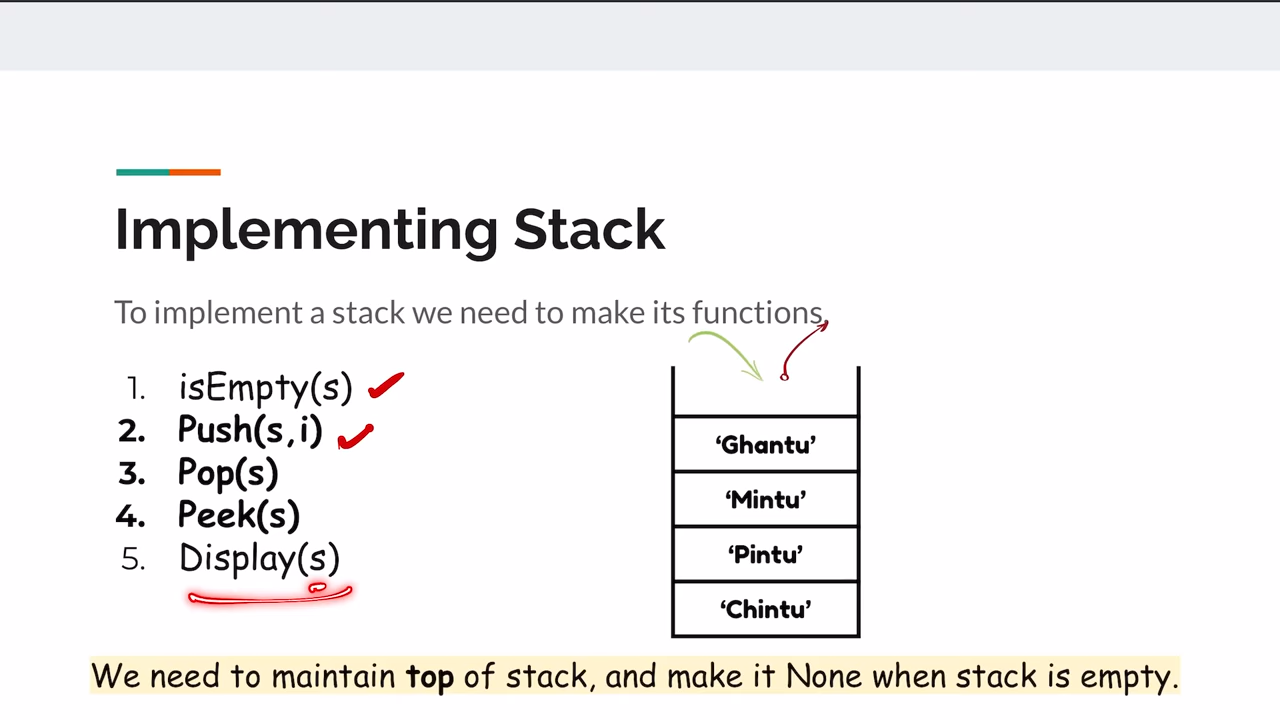 Implementing Stack
To implement a stack we need to make its functions.
1. isEmpty(s)
2. Push(s,i)
3. Pop(s)
4. Peek(s)
5. Display(s)
‘Ghantu’
‘Mintu’
‘Pintu’
‘Chintu’
We need to maintain top of stack, and make it None when stack is empty.